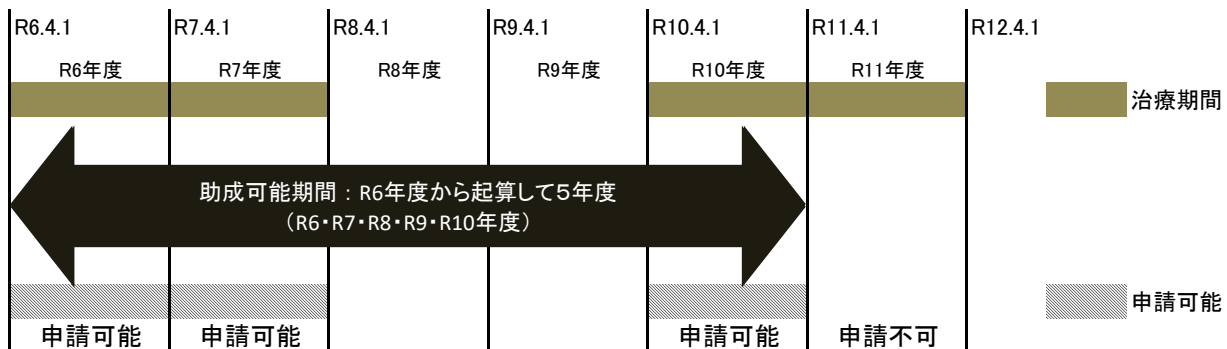 R6.4.1 R7.4.1 R8.4.1 R9.4.1 R10.4.1 R11.4.1 R12.4.1
R6年度 R7年度 R8年度 R9年度 R10年度 R11年度
治療期間
助成可能期間：R6年度から起算して５年度
（R6・R7・R8・R9・R10年度）
申請可能
申請可能 申請可能 申請可能 申請不可